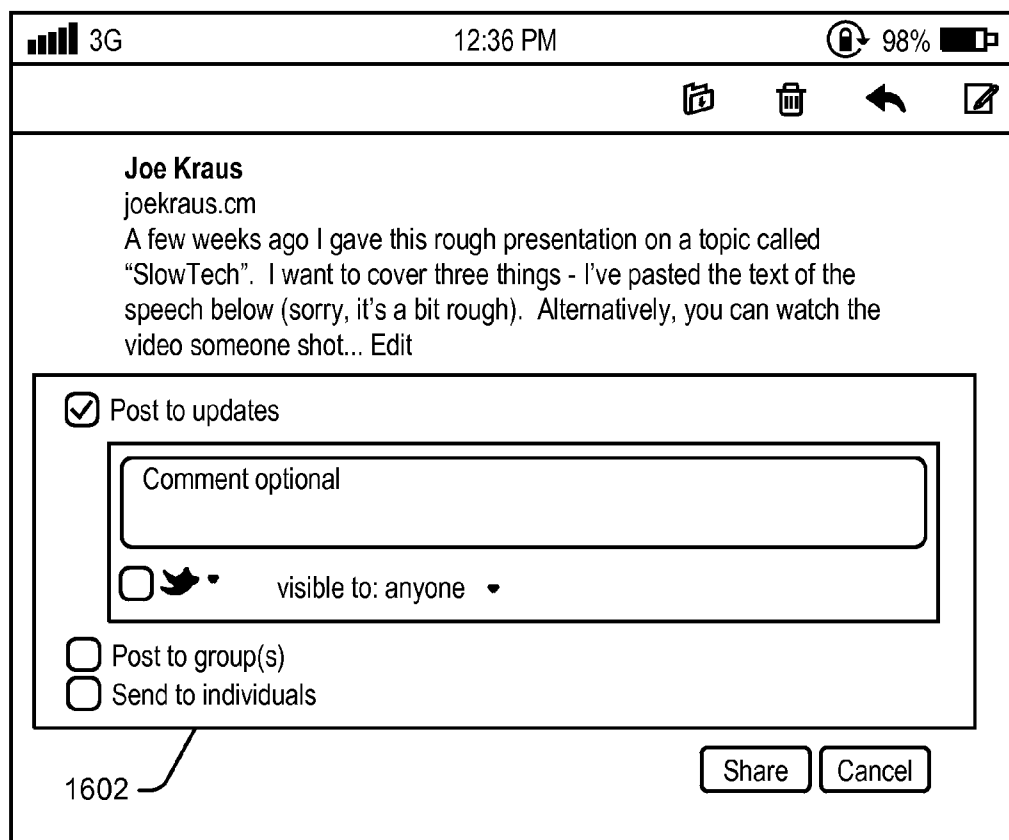 3G 12:36 PM 98%
Joe Kraus
joekraus.cm
A few weeks ago I gave this rough presentation on a topic called
“SlowTech”. I want to cover three things - I’ve pasted the text of the
speech below (sorry, it’s a bit rough). Alternatively, you can watch the
video someone shot... Edit
Post to updates
Comment optional
visible to: anyone
Post to group(s)
Send to individuals
1602
Share Cancel